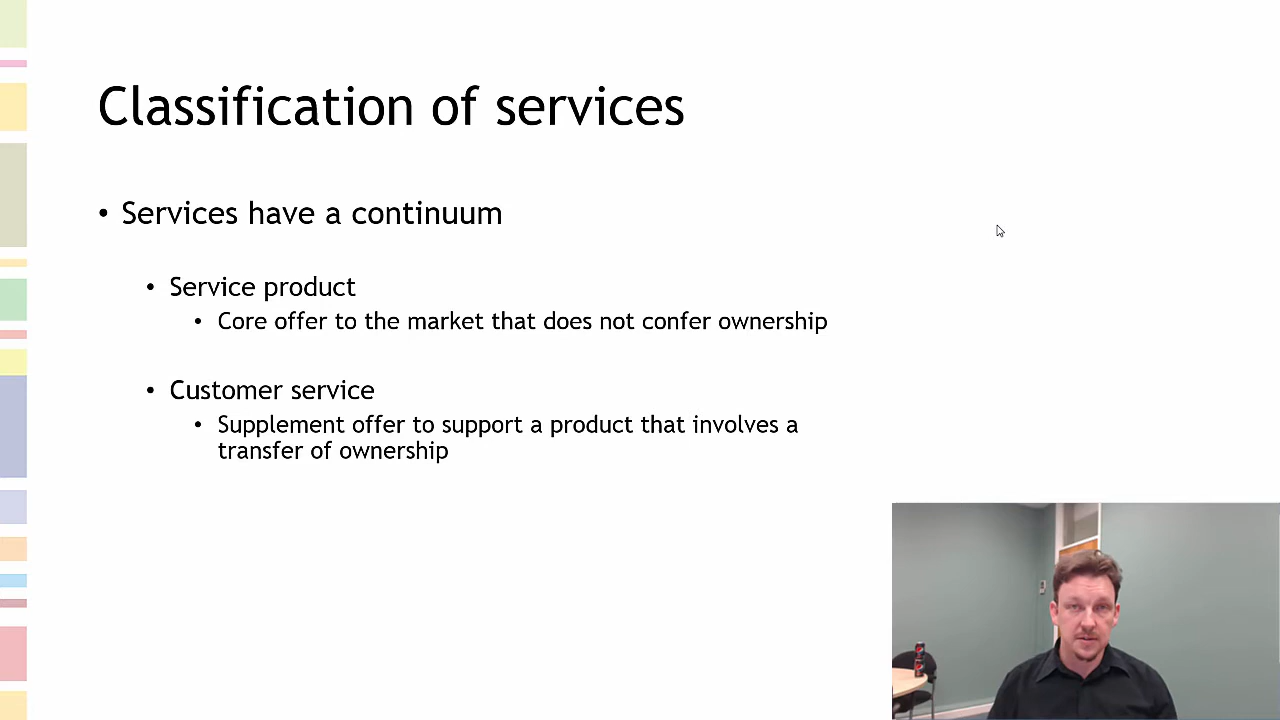 Classification of services
• Services have a continuum
• Service product
• Core offer to the market that does not confer ownership
• Customer service
• Supplement offer to support a product that involves a
transfer of ownership